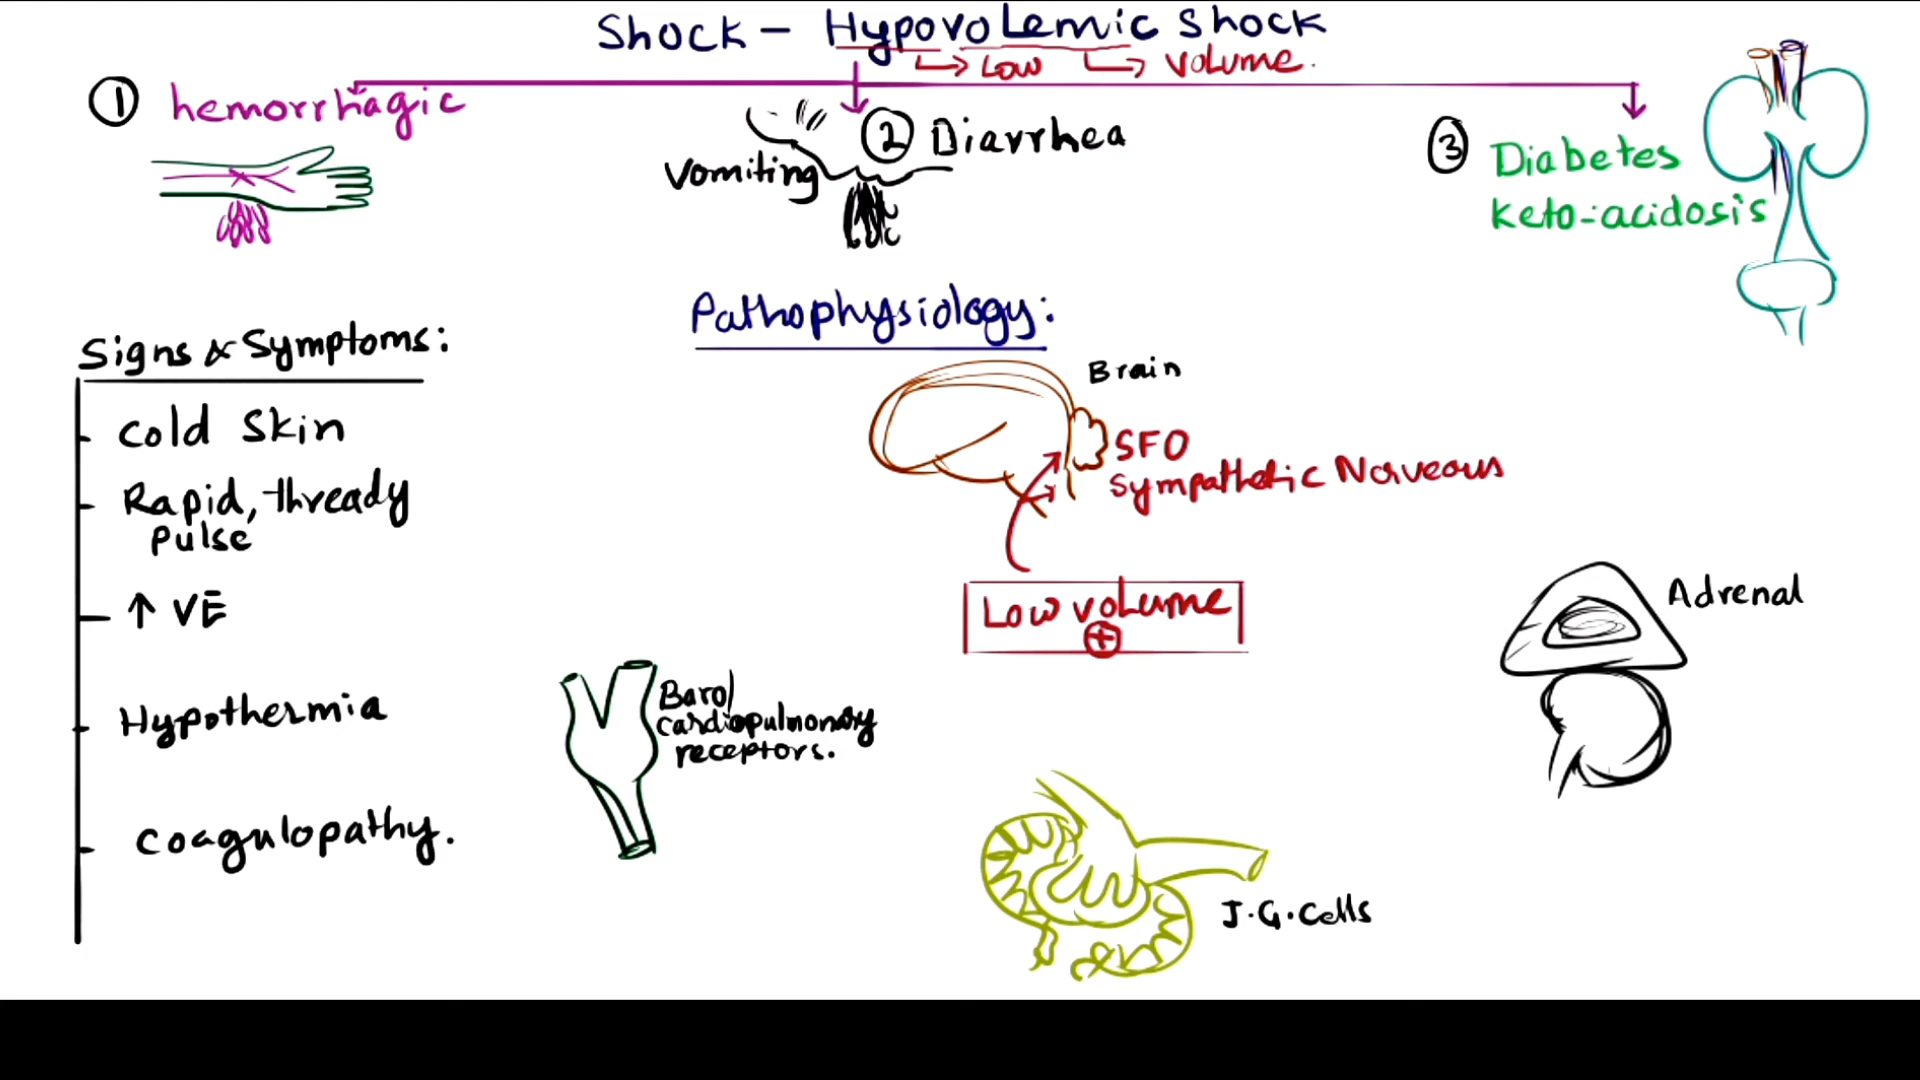 Shock - Hypovolemic Shock
Low volume.
1 hemorrhagic
2 Diarrhea
Vomiting
3 Diabetes
keto-acidosis
Pathophysiology:
Signs & Symptoms:
Cold Skin
Rapid, thready
Pulse
↑ VE
Hypothermia
Coagulopathy.
Brain
SFO
Sympathetic Nerveous
Low volume
+
Baro/
cardiopulmonary
receptors.
Adrenal
J.G.Cells